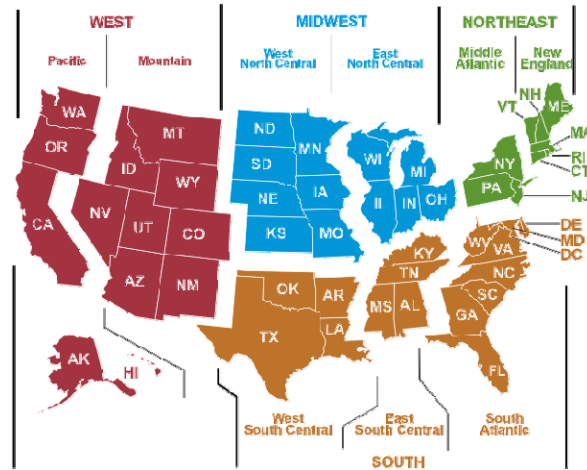 WEST
MIDWEST
NORTHEAST
Pacific
Mountain
West
North Central
East
North Central
Middle
Atlantic
New
England
WA
OR
CA
NV
ID
MT
WY
UT
CO
AZ
NM
AK
HI
ND
SD
NE
KS
MN
IA
MO
WI
MI
IL
IN
OH
NH
VT
ME
MA
RI
CT
NY
PA
NJ
DE
MD
DC
WV
VA
NC
SC
GA
FL
KY
TN
MS
AL
OK
AR
TX
LA
West
South Central
East
South Central
South
Atlantic
SOUTH